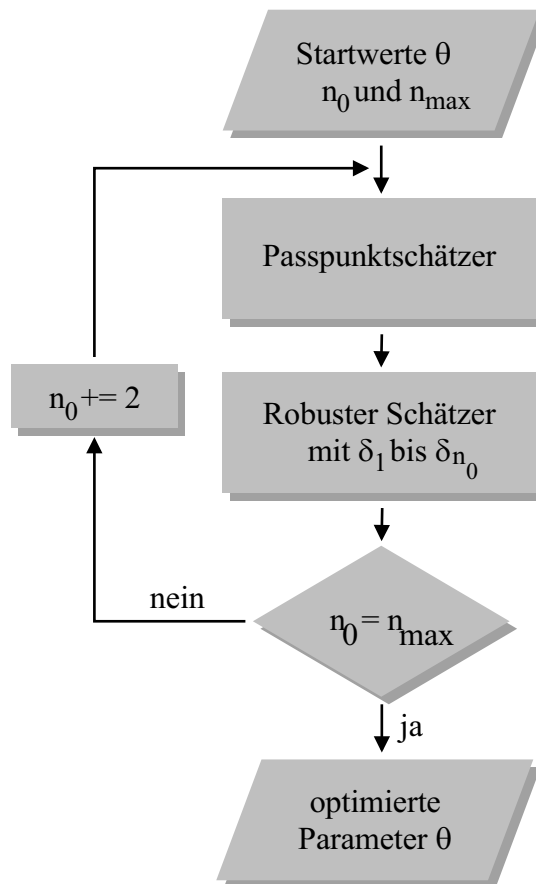 Startwerte θ
n₀ und nₘₐₓ
Passpunktschätzer
n₀ += 2
Robuster Schätzer
mit δ₁ bis δₙ₀
nein
n₀ = nₘₐₓ
ja
optimierte
Parameter θ